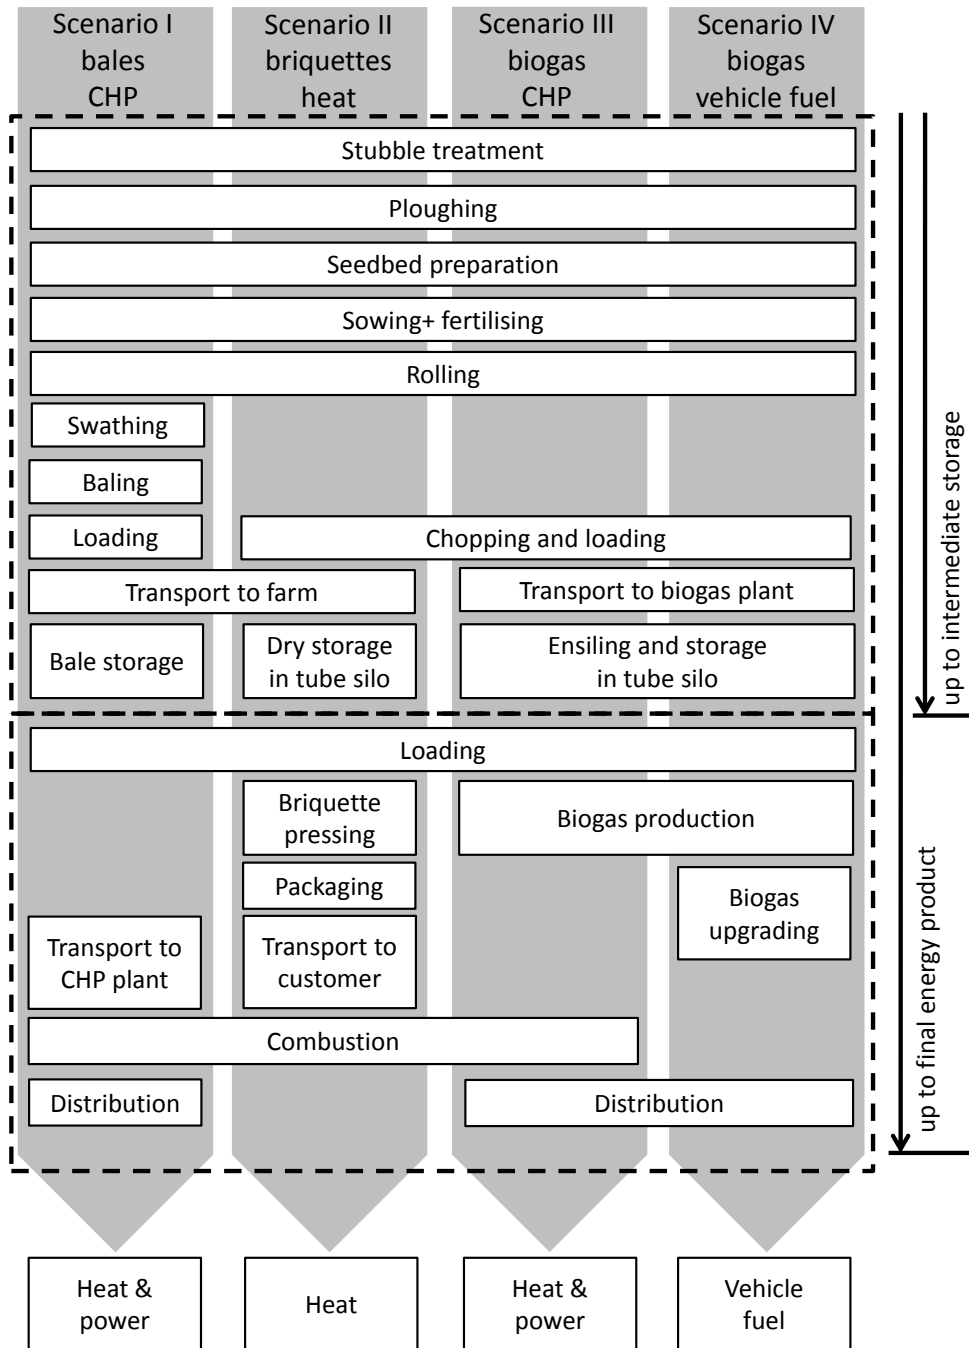 Scenario I
bales
CHP
Scenario II
briquettes
heat
Scenario III
biogas
CHP
Scenario IV
biogas
vehicle fuel
Stubble treatment
Ploughing
Seedbed preparation
Sowing+ fertilising
Rolling
Swathing
Baling
Loading
Chopping and loading
Transport to farm
Transport to biogas plant
Bale storage
Dry storage
in tube silo
Ensiling and storage
in tube silo
up to intermediate storage
Loading
Briquette
pressing
Biogas production
Packaging
Biogas
upgrading
Transport to
CHP plant
Transport to
customer
Combustion
Distribution
Distribution
up to final energy product
Heat &
power
Heat
Heat &
power
Vehicle
fuel